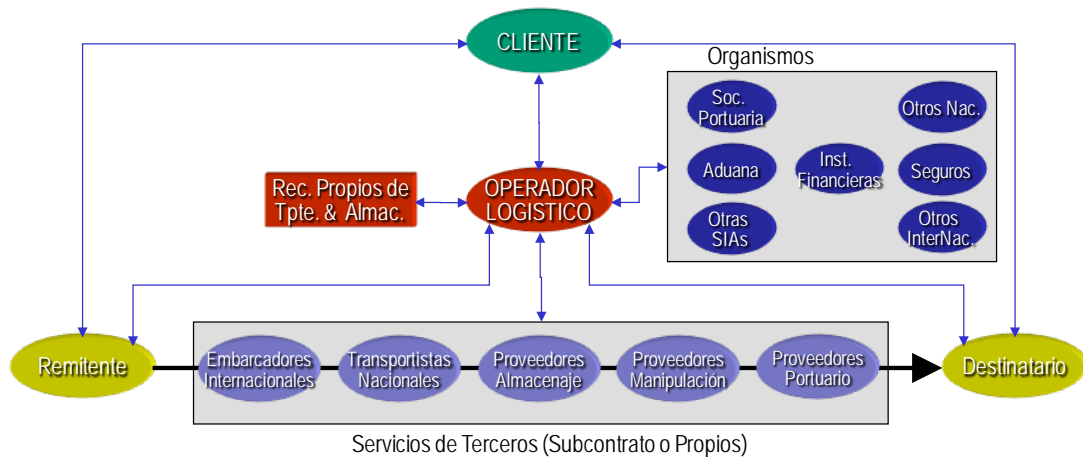 CLIENTE
Organismos
Soc.
Portuaria
Otros Nac.
Aduana
Inst.
Financieras
Seguros
Otras
SIAs
Otros
InterNac.
Rec. Propios de
Tpte. & Almac.
OPERADOR
LOGISTICO
Remitente
Embarcadores
Internacionales
Transportistas
Nacionales
Proveedores
Almacenaje
Proveedores
Manipulación
Proveedores
Portuario
Destinatario
Servicios de Terceros (Subcontrato o Propios)